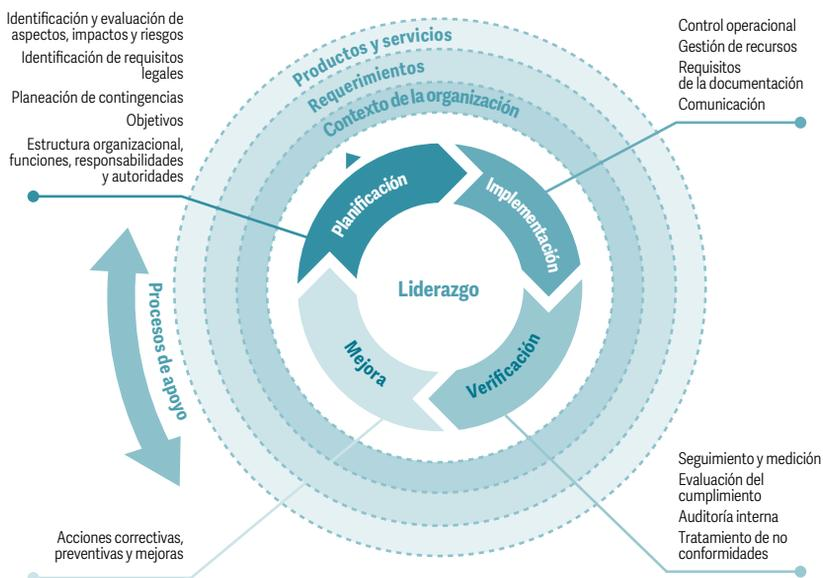 Identificación y evaluación de
aspectos, impactos y riesgos
Identificación de requisitos
legales
Planeación de contingencias
Objetivos
Estructura organizacional,
funciones, responsabilidades
y autoridades
Productos y servicios
Requerimientos
Contexto de la organización
Control operacional
Gestión de recursos
Requisitos
de la documentación
Comunicación
Planificación
Implementación
Liderazgo
Procesos de apoyo
Mejora
Verificación
Acciones correctivas,
preventivas y mejoras
Seguimiento y medición
Evaluación del
cumplimiento
Auditoría interna
Tratamiento de no
conformidades